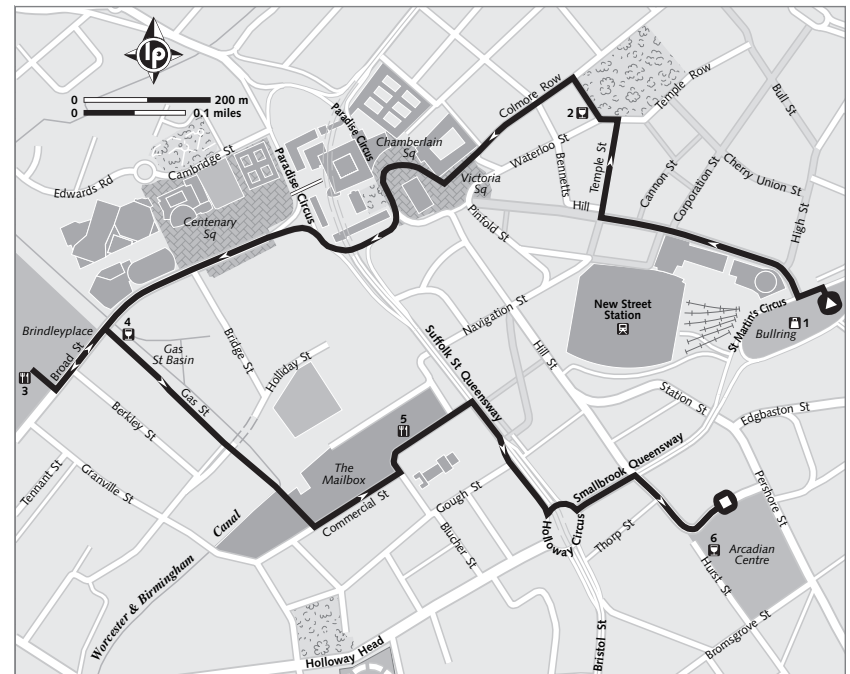 lp
0 200 m
0 0.1 miles
Colmore Row
2
Temple Row
Bull St
Paradise Circus
Chamberlain
Sq
Waterloo St
Bennetts
Hill
Temple St
Cannon St
Corporation St
Cherry Union St
High St
Cambridge St
Edwards Rd
Paradise Circus
Victoria
Sq
Pinfold St
Centenary
Sq
New Street
Station
St Martin's Circus
1
Bullring
Brindleyplace
4
Broad St
3
Gas
St Basin
Gas St
Bridge St
Holliday St
Navigation St
Suffolk St Queensway
Hill St
Station St
Edgbaston St
Berkley St
5
Tennant St
Granville St
The
Mailbox
Smallbrook Queensway
Pershore St
Commercial St
Gough St
Canal
Blucher St
Holloway Circus
Thorp St
6
Arcadian
Centre
Hurst St
Worcester & Birmingham
Bromsgrove St
Bristol St
Holloway Head